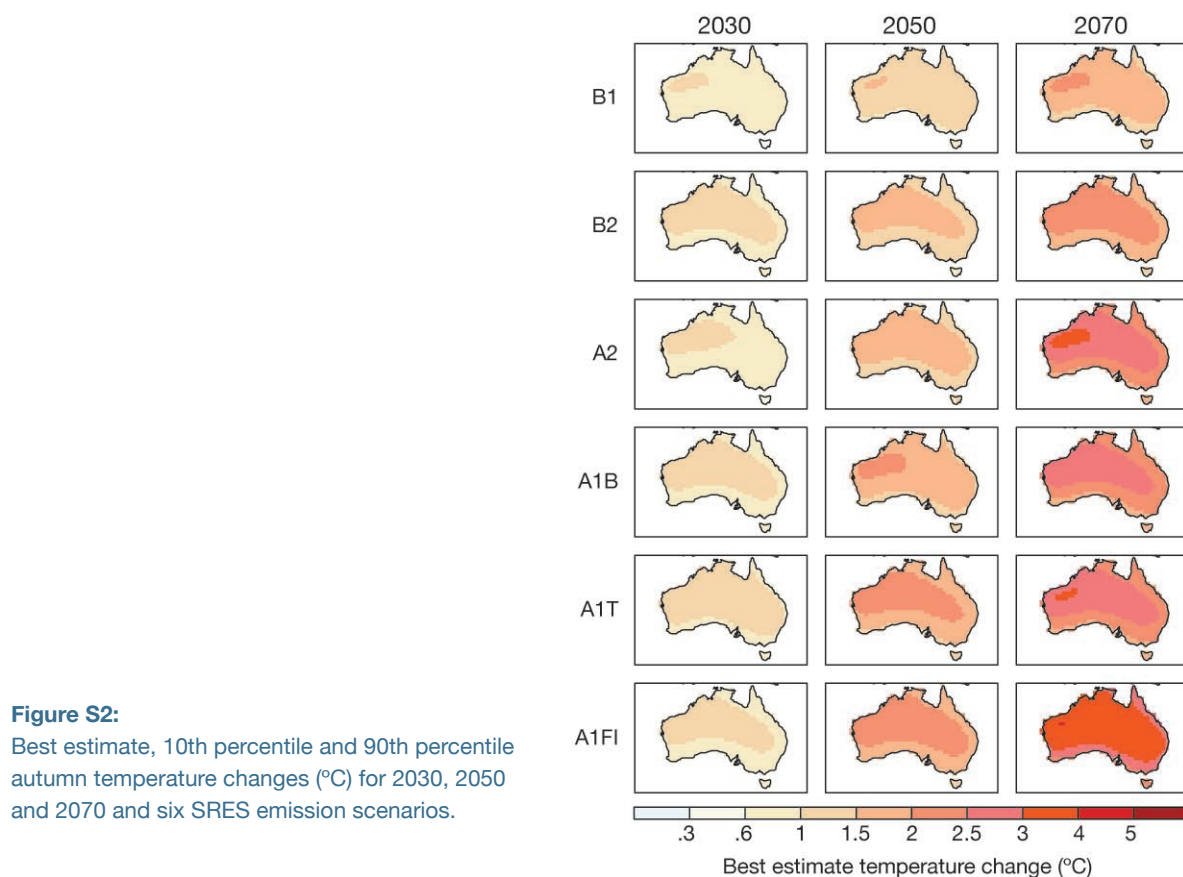 2030 2050 2070
B1
B2
A2
A1B
A1T
A1FI
Figure S2:
Best estimate, 10th percentile and 90th percentile
autumn temperature changes (ºC) for 2030, 2050
and 2070 and six SRES emission scenarios.
.3 .6 1 1.5 2 2.5 3 4 5
Best estimate temperature change (ºC)